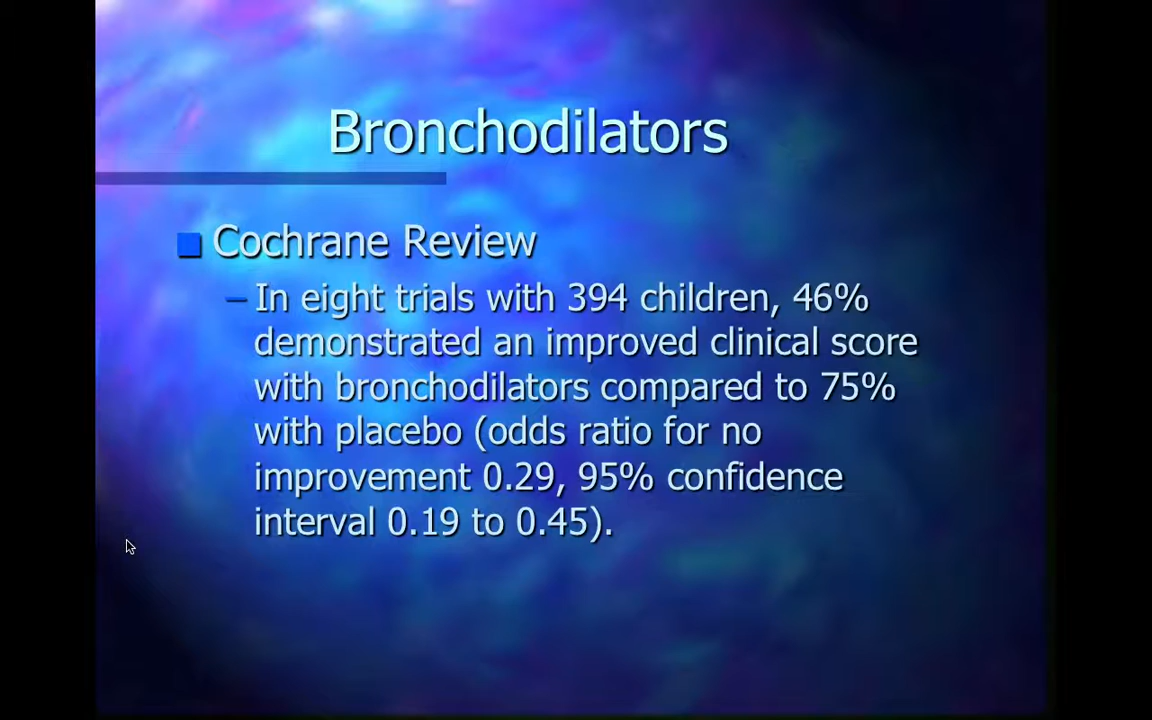 Bronchodilators
Cochrane Review
– In eight trials with 394 children, 46%
demonstrated an improved clinical score
with bronchodilators compared to 75%
with placebo (odds ratio for no
improvement 0.29, 95% confidence
interval 0.19 to 0.45).